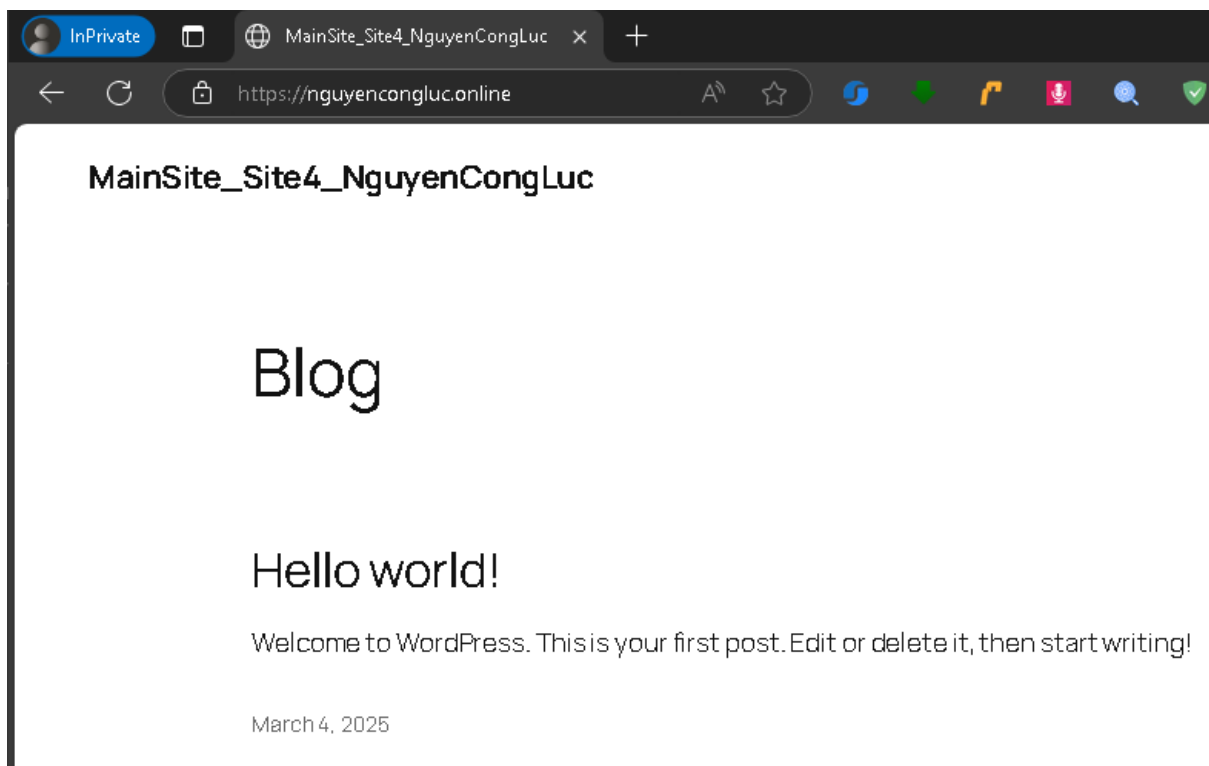 InPrivate
MainSite_Site4_NguyenCongLuc
https://nguyencongluc.online
MainSite_Site4_NguyenCongLuc
Blog
Hello world!
Welcome to WordPress. This is your first post. Edit or delete it, then start writing!
March 4, 2025